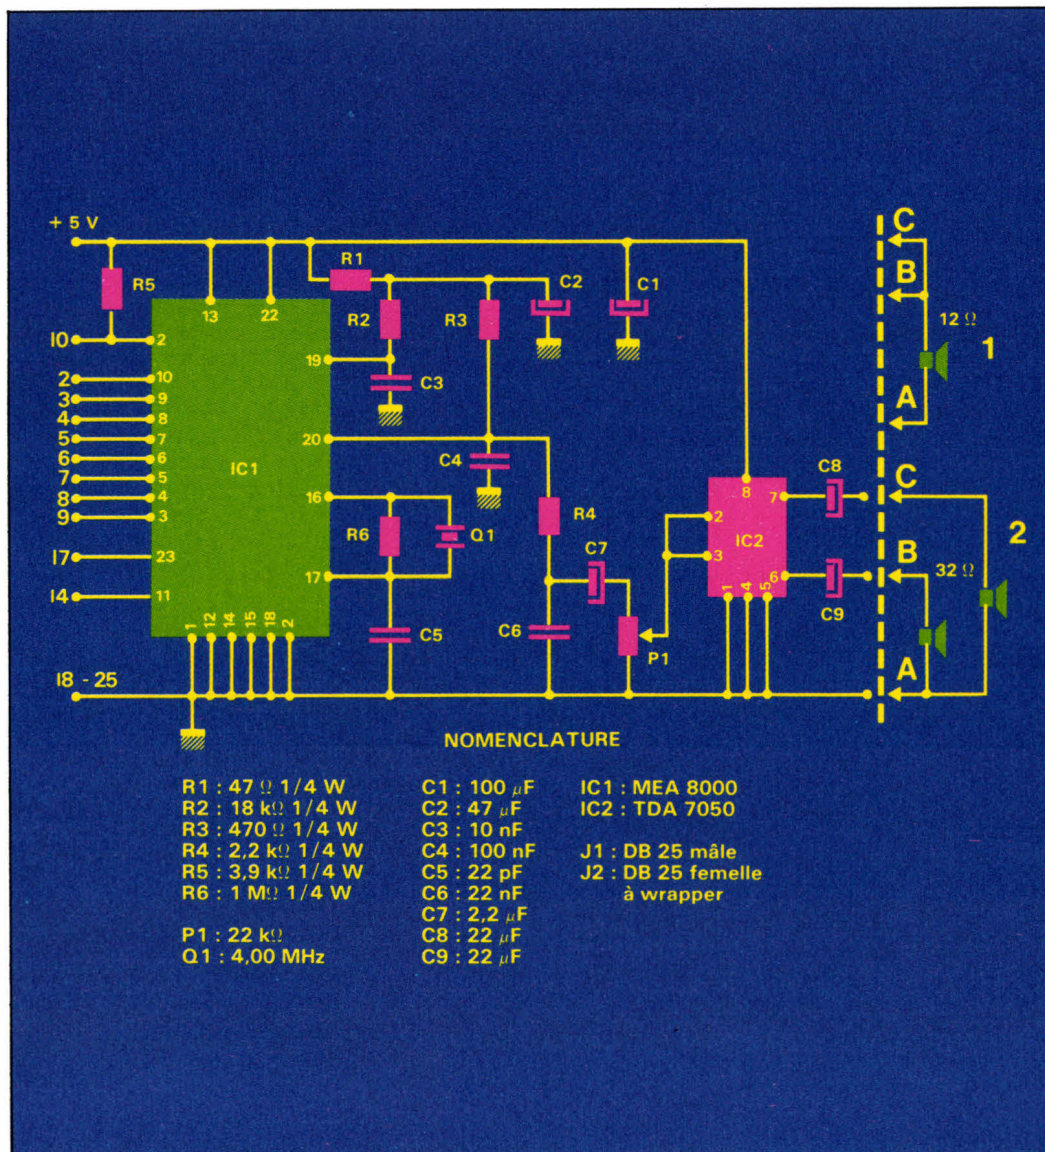 + 5 V
R1
R5
C2
C1
R2
R3
C3
C4
R4
R6
Q1
C5
C6
C7
P1
C8
C9
IC1
IC2
13
22
2
10
9
8
7
6
5
4
3
23
11
19
20
16
17
1
12
14
15
18
2
I0
2
3
4
5
6
7
8
9
I7
I4
I8 - 25
8
7
2
3
6
1
4
5
C
B
12 Ω
1
A
C
2
B
32 Ω
A
NOMENCLATURE
R1 : 47 Ω 1/4 W
R2 : 18 kΩ 1/4 W
R3 : 470 Ω 1/4 W
R4 : 2,2 kΩ 1/4 W
R5 : 3,9 kΩ 1/4 W
R6 : 1 MΩ 1/4 W
P1 : 22 kΩ
Q1 : 4,00 MHz
C1 : 100 μF
C2 : 47 μF
C3 : 10 nF
C4 : 100 nF
C5 : 22 pF
C6 : 22 nF
C7 : 2,2 μF
C8 : 22 μF
C9 : 22 μF
IC1 : MEA 8000
IC2 : TDA 7050
J1 : DB 25 mâle
J2 : DB 25 femelle
à wrapper